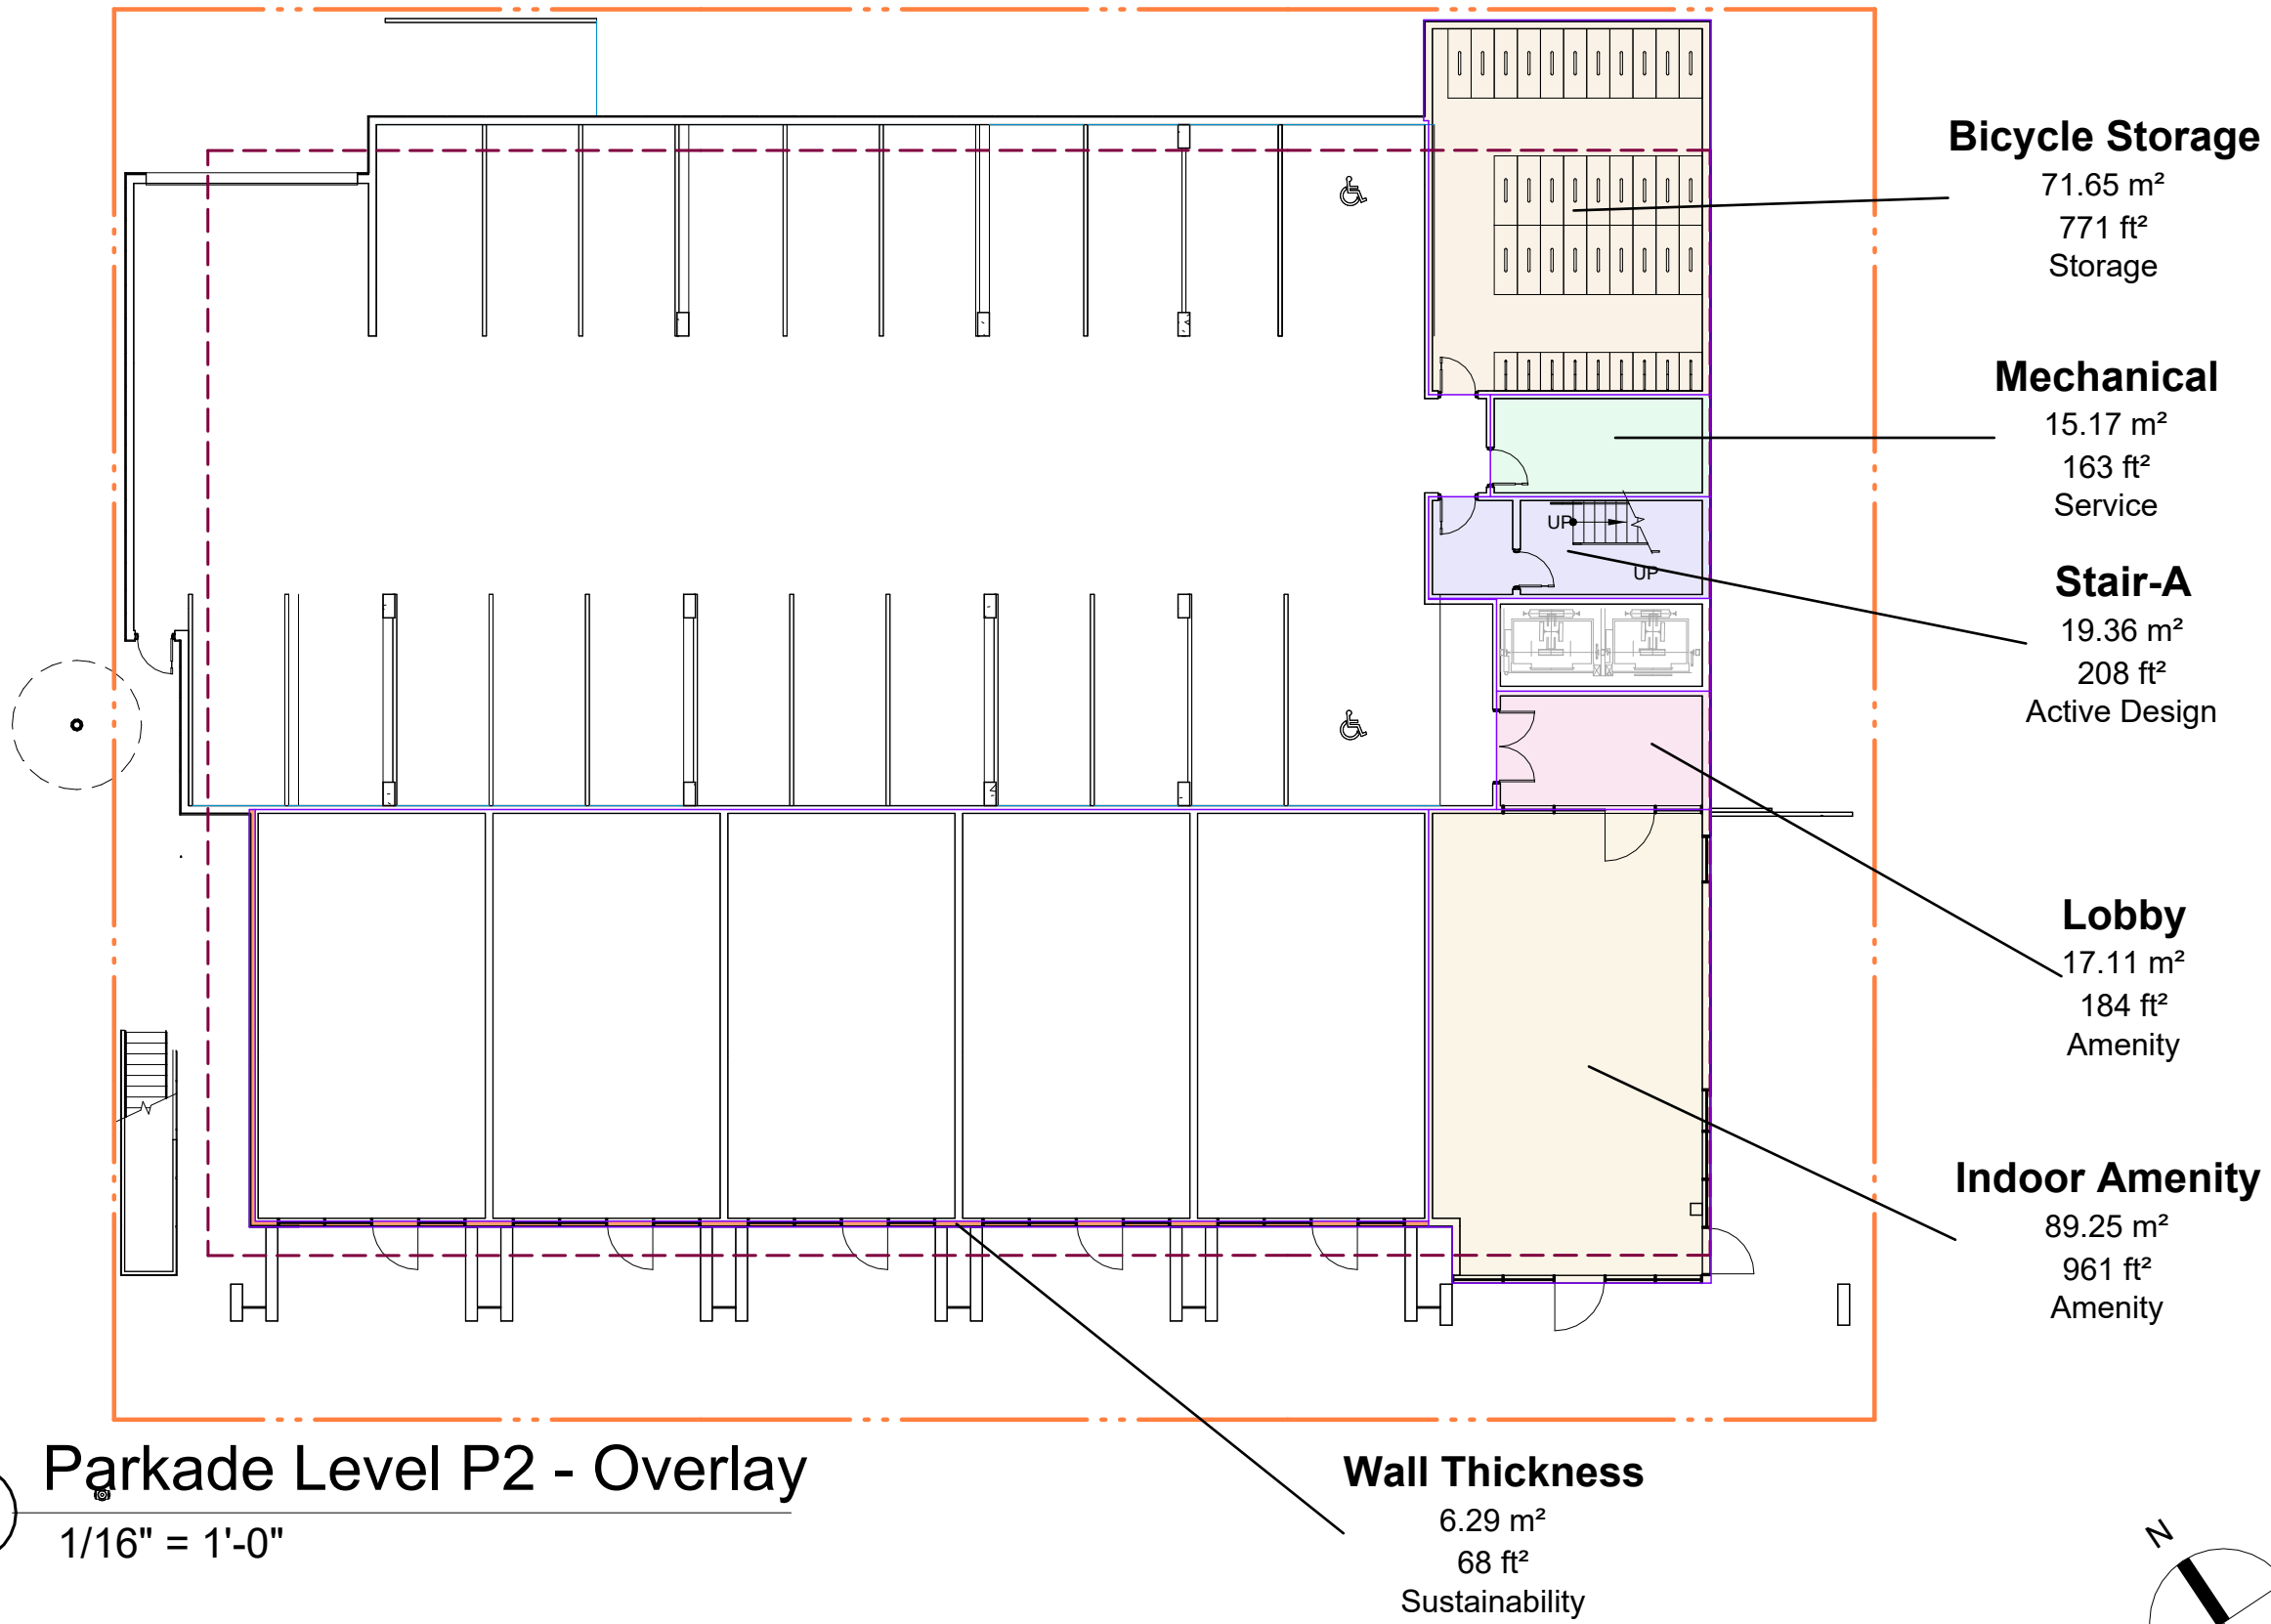 Bicycle Storage
71.65 m²
771 ft²
Storage
Mechanical
15.17 m²
163 ft²
Service
UP
UP
Stair-A
19.36 m²
208 ft²
Active Design
Lobby
17.11 m²
184 ft²
Amenity
Indoor Amenity
89.25 m²
961 ft²
Amenity
Parkade Level P2 - Overlay
1/16" = 1'-0"
Wall Thickness
6.29 m²
68 ft²
Sustainability
N